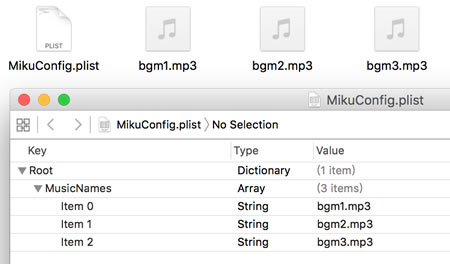 PLIST
MikuConfig.plist bgm1.mp3 bgm2.mp3 bgm3.mp3
MikuConfig.plist
MikuConfig.plist No Selection
Key Type Value
Root Dictionary (1 item)
MusicNames Array (3 items)
Item 0 String bgm1.mp3
Item 1 String bgm2.mp3
Item 2 String bgm3.mp3